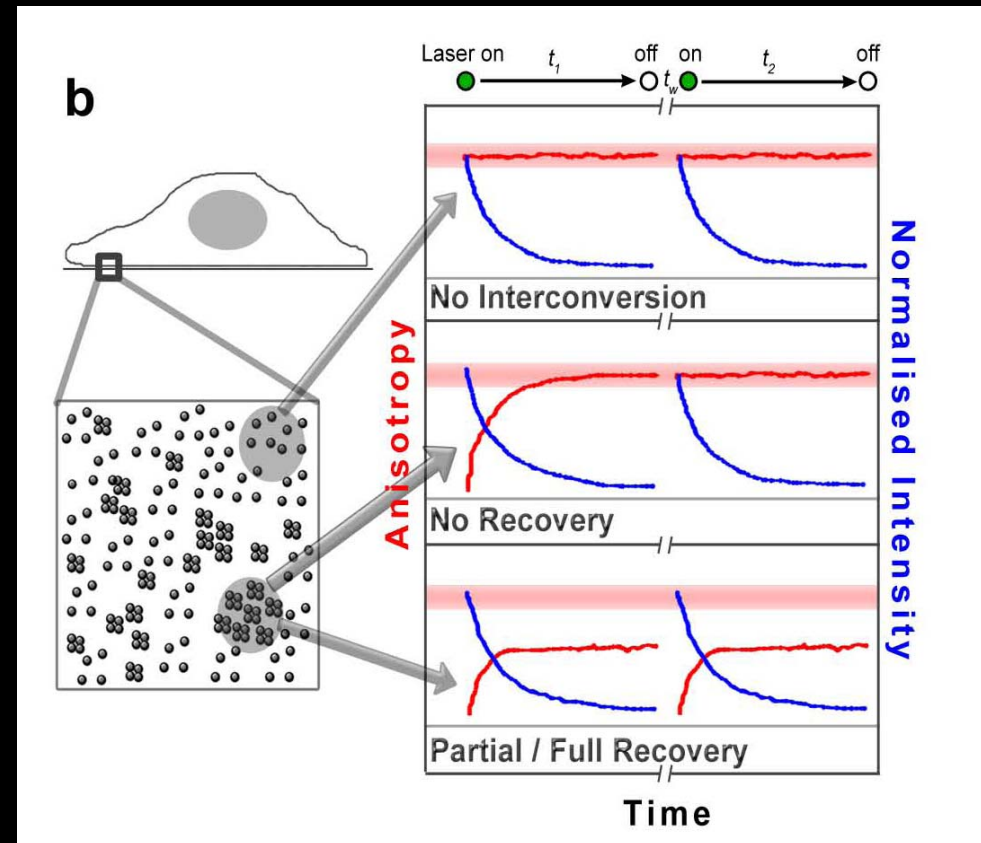 b
Laser on t1 off tw on t2 off
No Interconversion
No Recovery
Partial / Full Recovery
Anisotropy
Normalised Intensity
Time